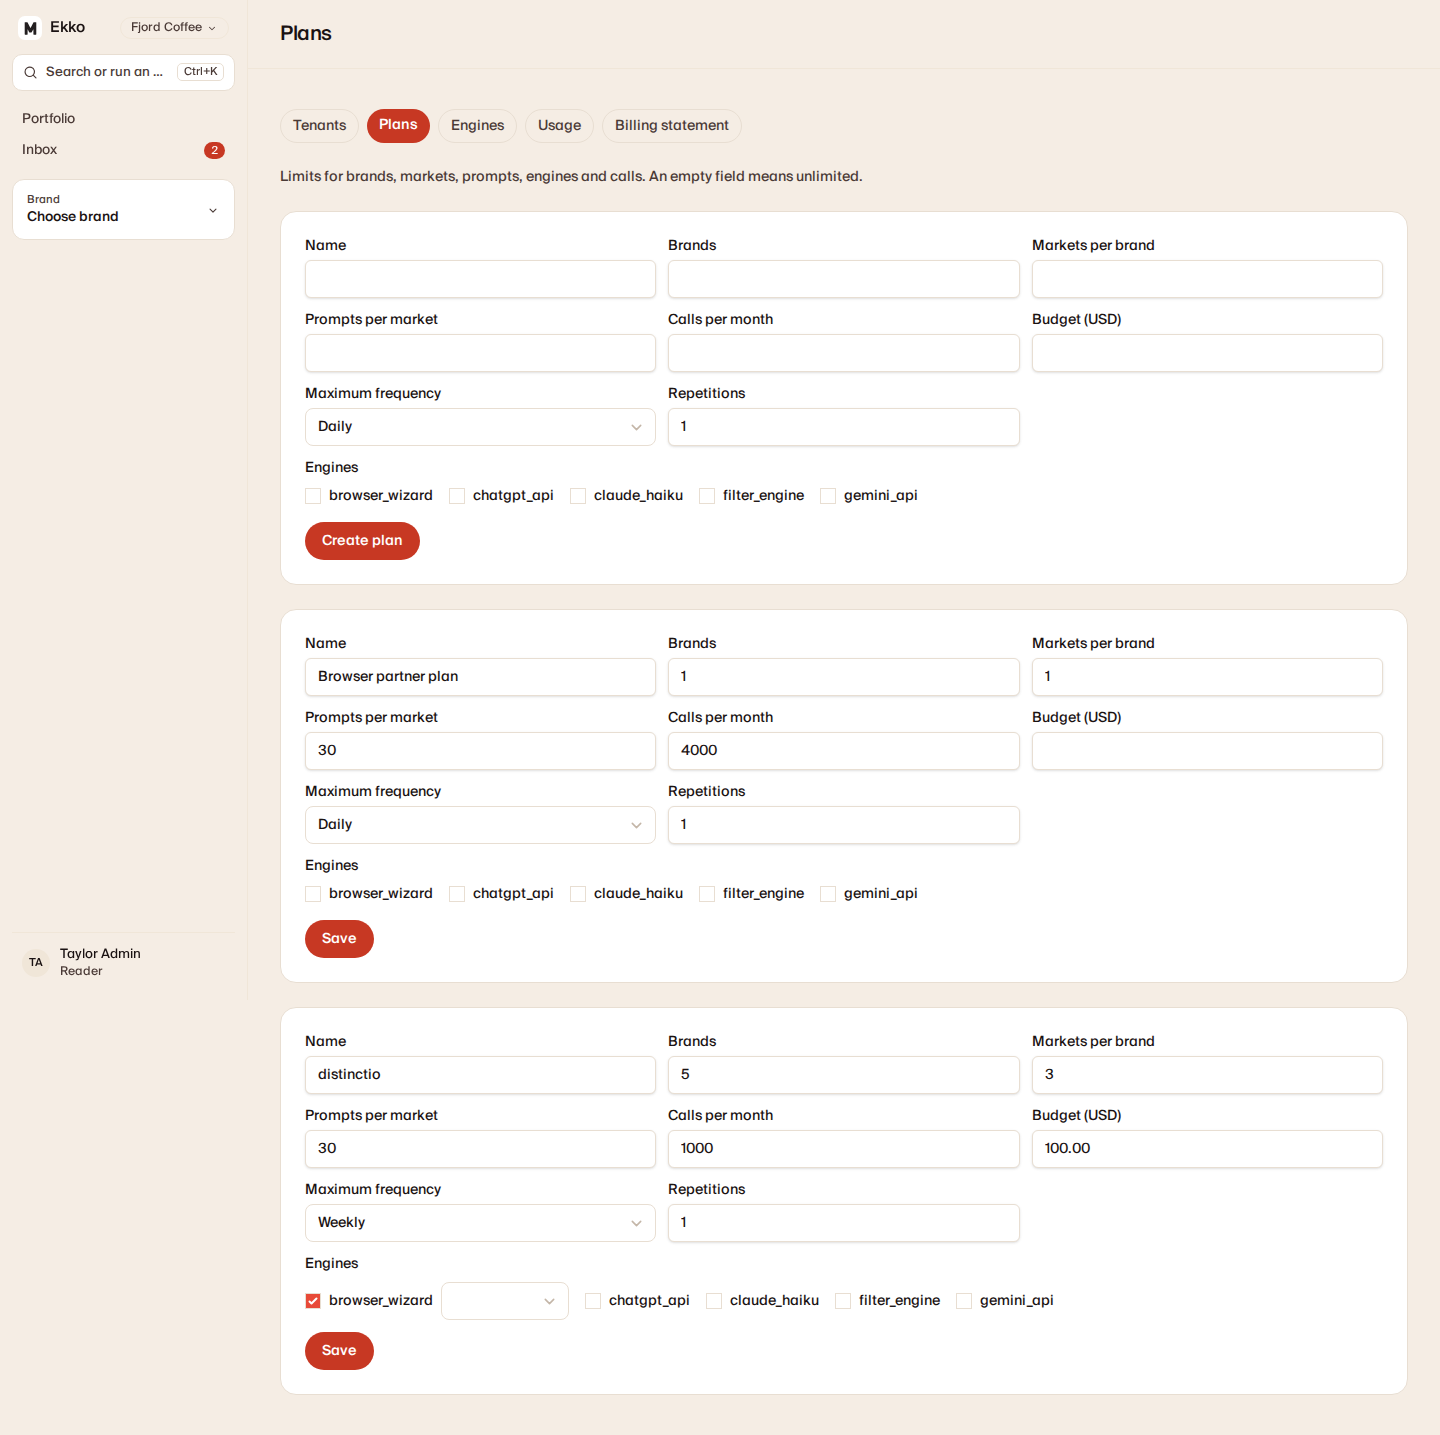 M Ekko
Fjord Coffee
Search or run an ...
Ctrl+K
Portfolio
Inbox
2
Brand
Choose brand
TA
Taylor Admin
Reader
Plans
Tenants
Plans
Engines
Usage
Billing statement
Limits for brands, markets, prompts, engines and calls. An empty field means unlimited.
Name
Brands
Markets per brand
Prompts per market
Calls per month
Budget (USD)
Maximum frequency
Repetitions
Daily
1
Engines
browser_wizard
chatgpt_api
claude_haiku
filter_engine
gemini_api
Create plan
Name
Brands
Markets per brand
Browser partner plan
1
1
Prompts per market
Calls per month
Budget (USD)
30
4000
Maximum frequency
Repetitions
Daily
1
Engines
browser_wizard
chatgpt_api
claude_haiku
filter_engine
gemini_api
Save
Name
Brands
Markets per brand
distinctio
5
3
Prompts per market
Calls per month
Budget (USD)
30
1000
100.00
Maximum frequency
Repetitions
Weekly
1
Engines
browser_wizard
chatgpt_api
claude_haiku
filter_engine
gemini_api
Save